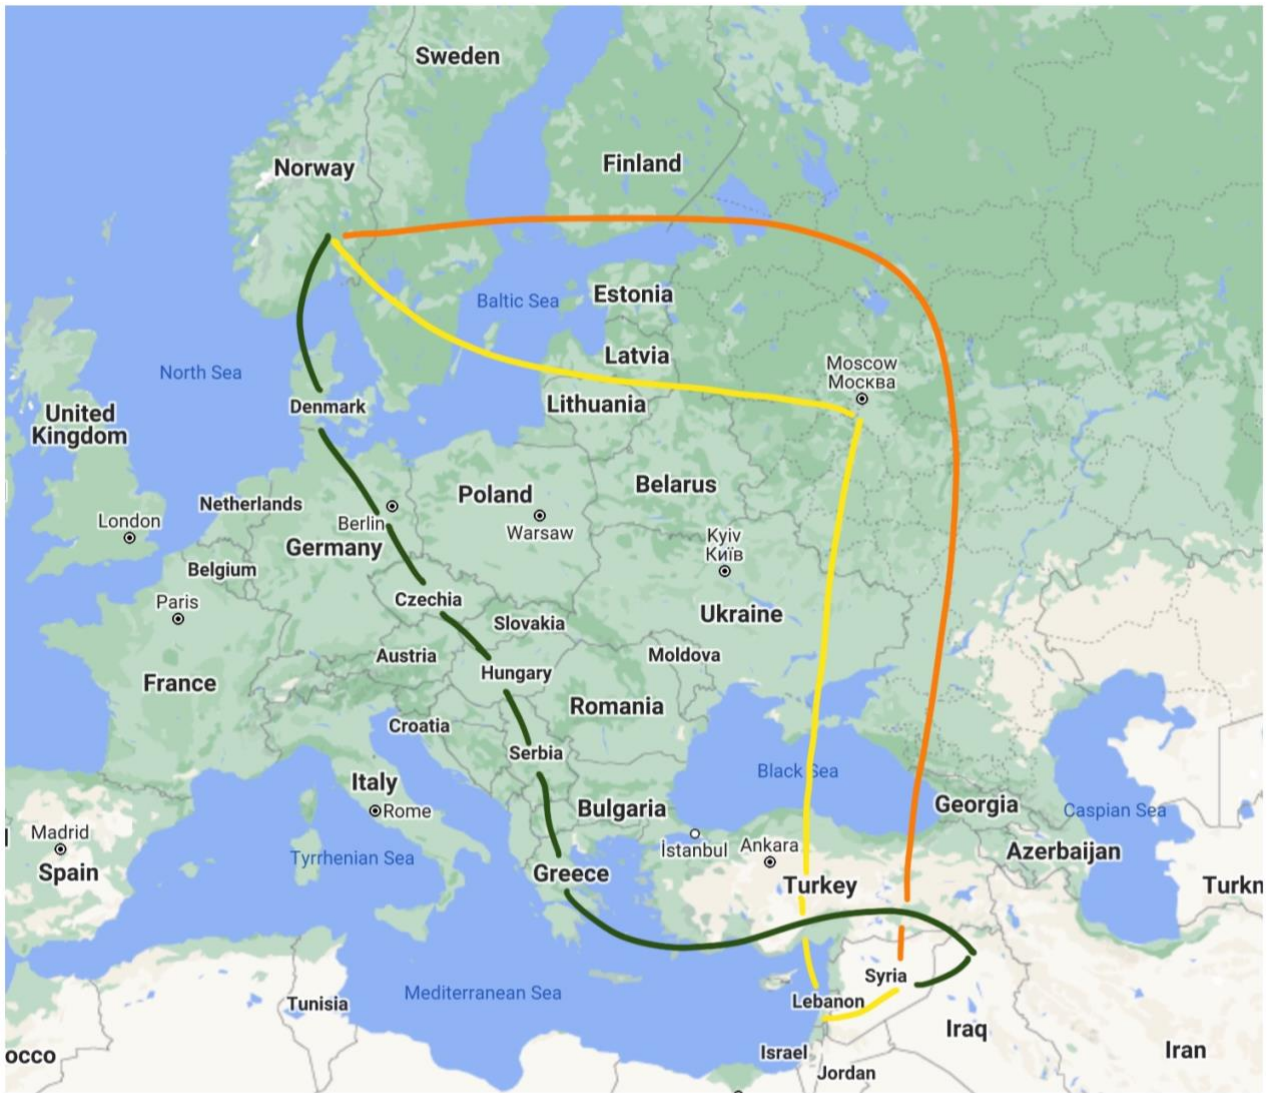 Sweden
Norway
Finland
Baltic Sea
Estonia
Latvia
North Sea
Moscow
Москва
Denmark
Lithuania
United
Kingdom
Belarus
Poland
Netherlands
London
Berlin
Warsaw
Kyiv
Київ
Germany
Belgium
Paris
Czechia
Slovakia
Ukraine
Austria
Moldova
Hungary
France
Romania
Croatia
Serbia
Black Sea
Italy
Rome
Bulgaria
Georgia
Caspian Sea
Madrid
Spain
Tyrrhenian Sea
İstanbul
Ankara
Azerbaijan
Greece
Turkey
Turkn
Syria
Mediterranean Sea
Tunisia
Lebanon
Iraq
occo
Israel
Jordan
Iran